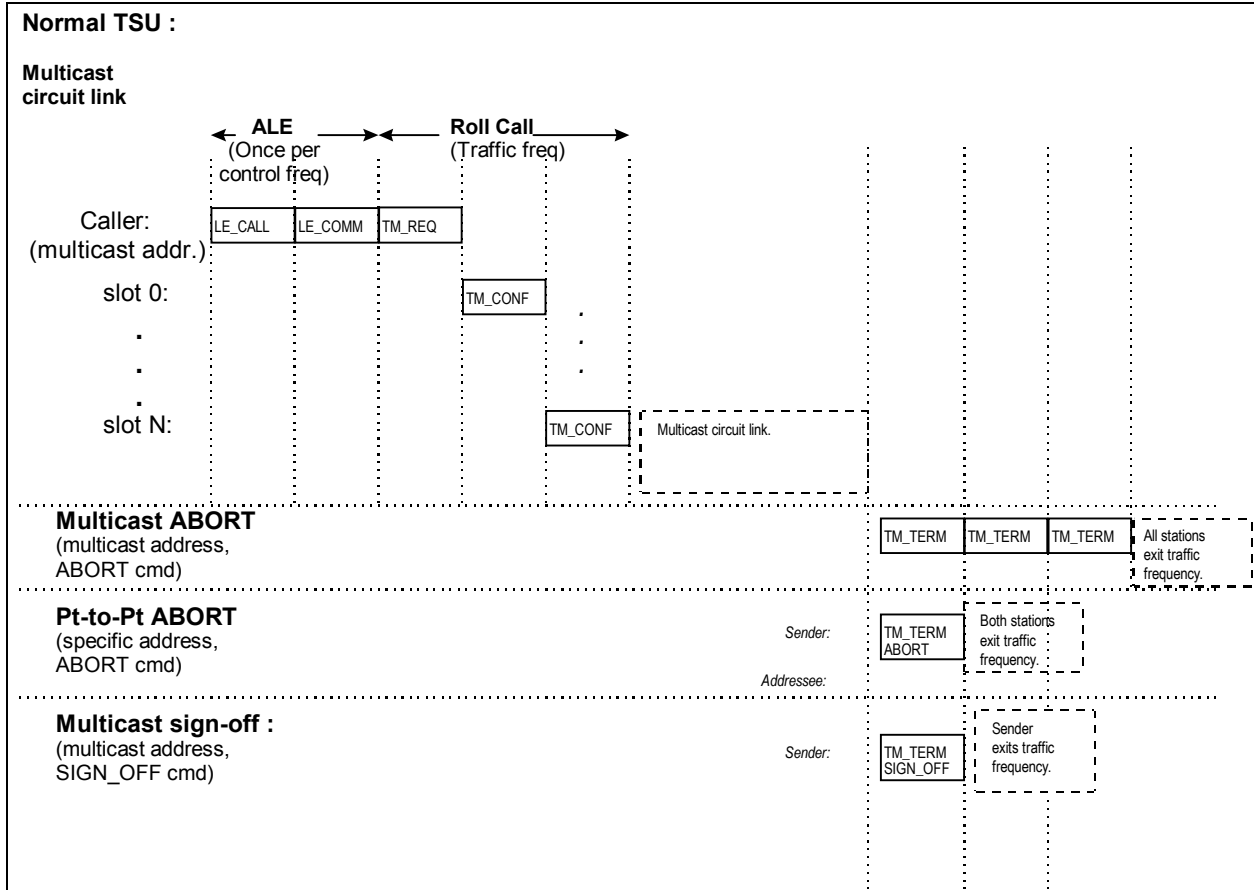 Normal TSU :
Multicast
circuit link
ALE
(Once per
control freq)
Roll Call
(Traffic freq)
Caller:
(multicast addr.)
LE_CALL
LE_COMM
TM_REQ
slot 0:
TM_CONF
.
.
.
.
.
.
slot N:
TM_CONF
Multicast circuit link.
Multicast ABORT
(multicast address,
ABORT cmd)
TM_TERM
TM_TERM
TM_TERM
All stations
exit traffic
frequency.
Pt-to-Pt ABORT
(specific address,
ABORT cmd)
Sender:
TM_TERM
ABORT
Both stations
exit traffic
frequency.
Addressee:
Multicast sign-off :
(multicast address,
SIGN_OFF cmd)
Sender:
TM_TERM
SIGN_OFF
Sender
exits traffic
frequency.